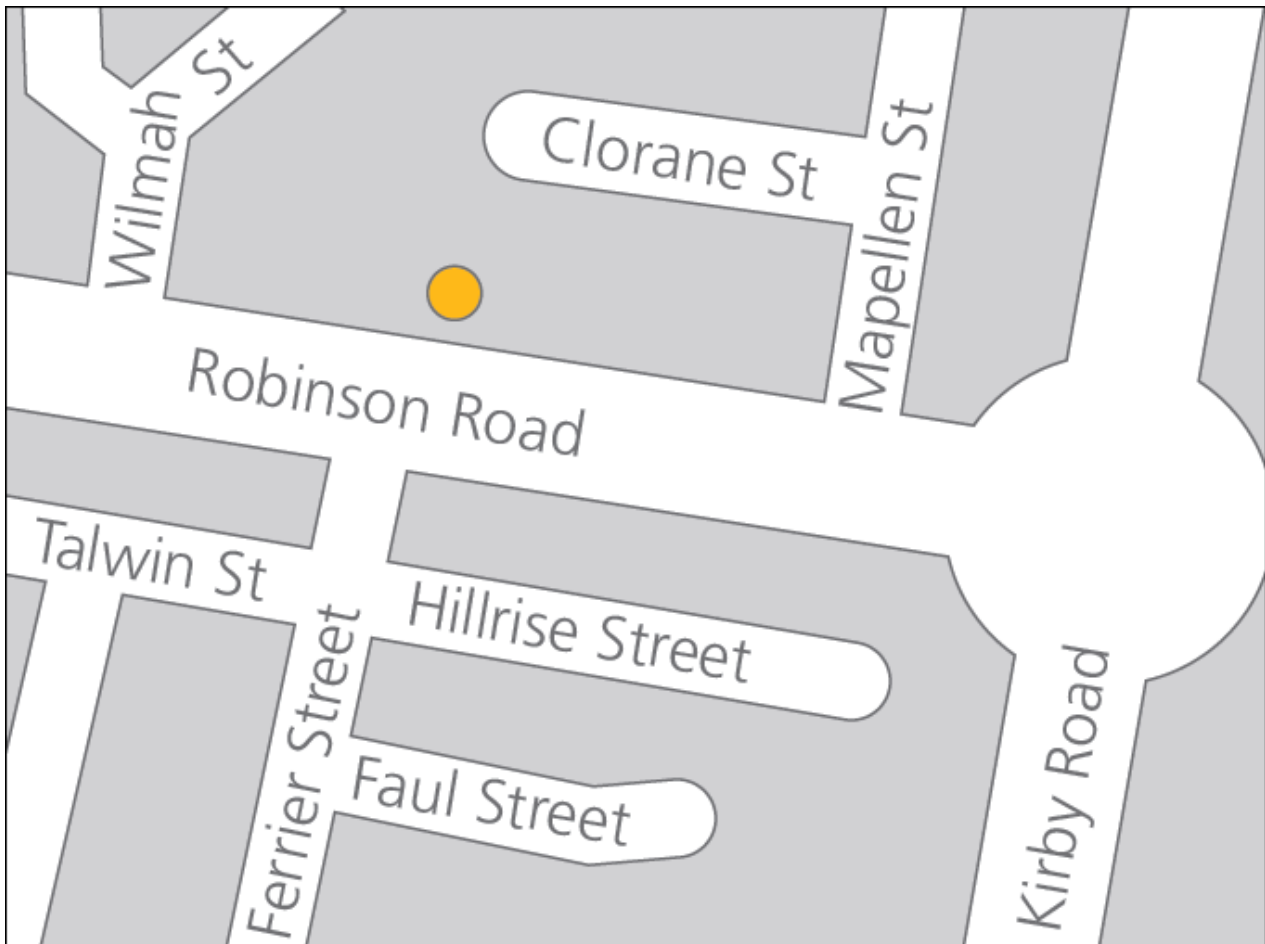 Wilmah St
Clorane St
Mapellen St
Robinson Road
Talwin St
Hillrise Street
Ferrier Street
Faul Street
Kirby Road